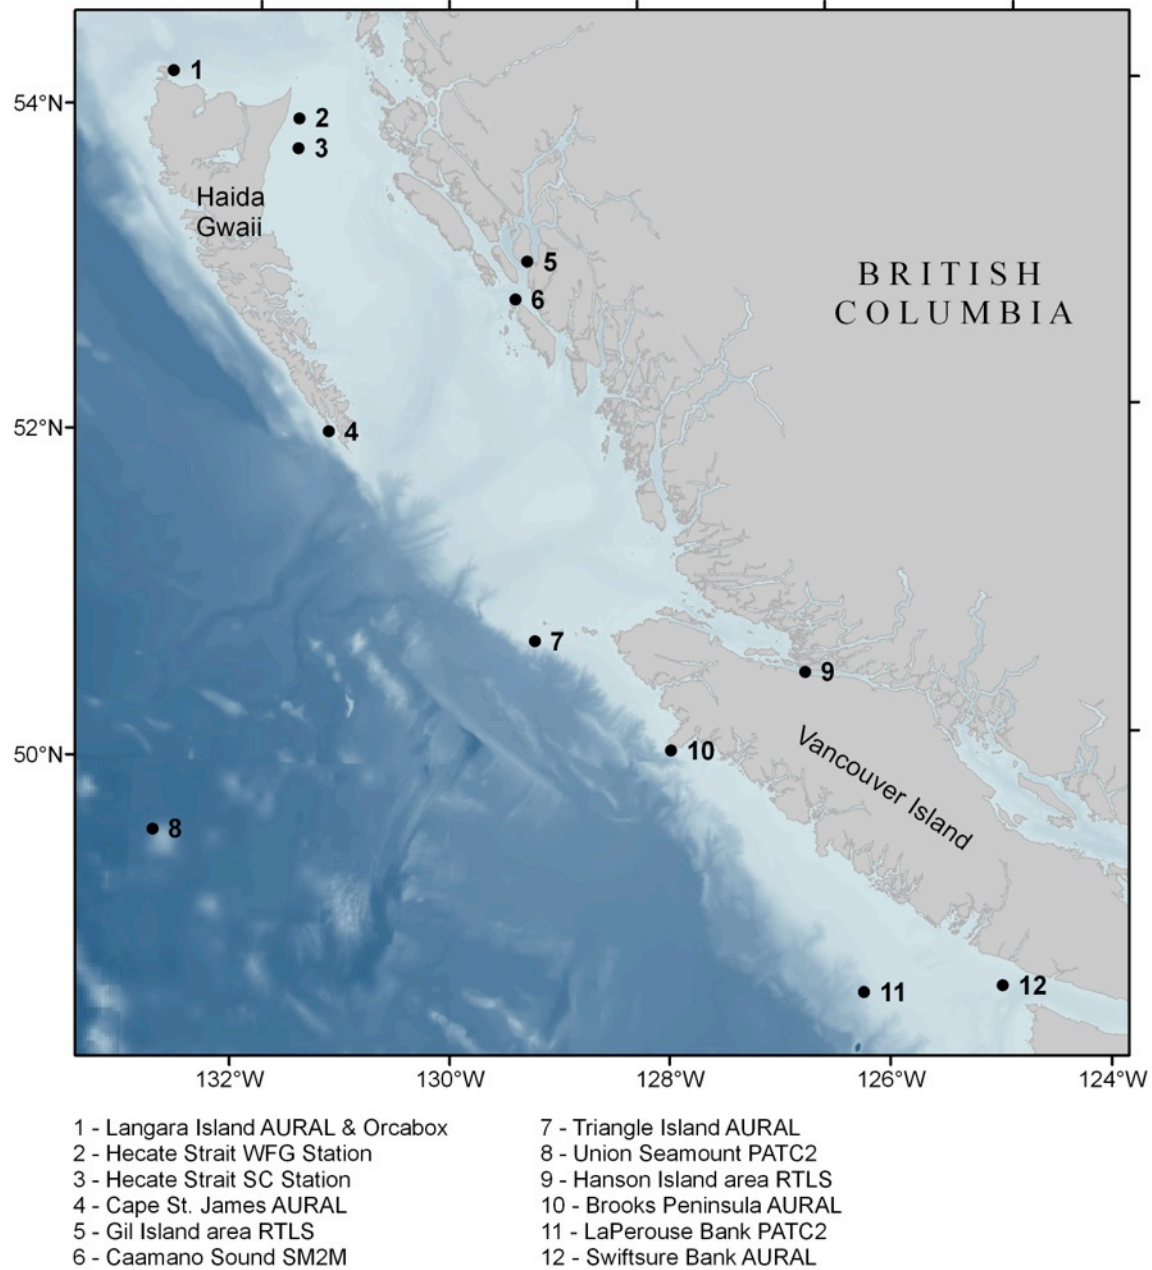 54°N
52°N
50°N
1
2
3
Haida
Gwaii
5
BRITISH
6
COLUMBIA
4
7
9
10
Vancouver Island
8
11
12
132°W
130°W
128°W
126°W
124°W
1 - Langara Island AURAL & Orcabox
2 - Hecate Strait WFG Station
3 - Hecate Strait SC Station
4 - Cape St. James AURAL
5 - Gil Island area RTLS
6 - Caamano Sound SM2M
7 - Triangle Island AURAL
8 - Union Seamount PATC2
9 - Hanson Island area RTLS
10 - Brooks Peninsula AURAL
11 - LaPerouse Bank PATC2
12 - Swiftsure Bank AURAL